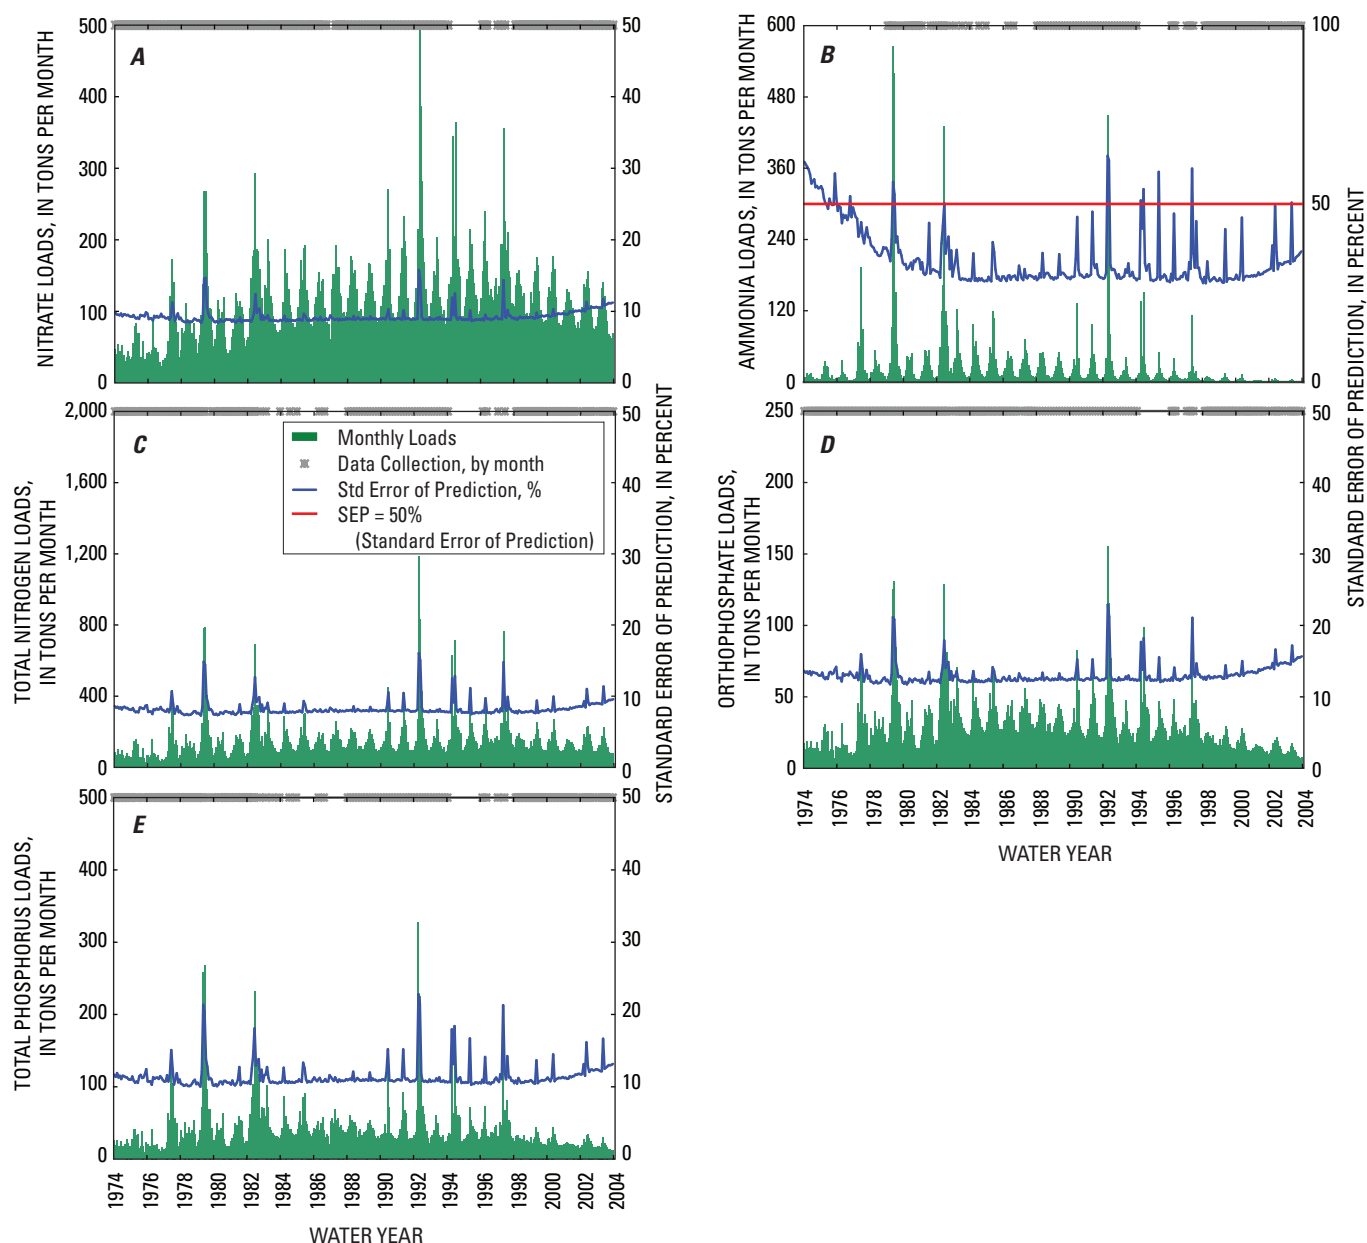 A
NITRATE LOADS, IN TONS PER MONTH
500
400
300
200
100
0
50
40
30
20
10
0
B
AMMONIA LOADS, IN TONS PER MONTH
600
480
360
240
120
0
100
50
0
C
TOTAL NITROGEN LOADS,
IN TONS PER MONTH
2,000
1,600
1,200
800
400
0
50
40
30
20
10
0
Monthly Loads
Data Collection, by month
Std Error of Prediction, %
SEP = 50%
(Standard Error of Prediction)
STANDARD ERROR OF PREDICTION, IN PERCENT
D
ORTHOPHOSPHATE LOADS,
IN TONS PER MONTH
250
200
150
100
50
0
50
40
30
20
10
0
STANDARD ERROR OF PREDICTION, IN PERCENT
1974 1976 1978 1980 1982 1984 1986 1988 1990 1992 1994 1996 1998 2000 2002 2004
WATER YEAR
E
TOTAL PHOSPHORUS LOADS,
IN TONS PER MONTH
500
400
300
200
100
0
50
40
30
20
10
0
1974 1976 1978 1980 1982 1984 1986 1988 1990 1992 1994 1996 1998 2000 2002 2004
WATER YEAR